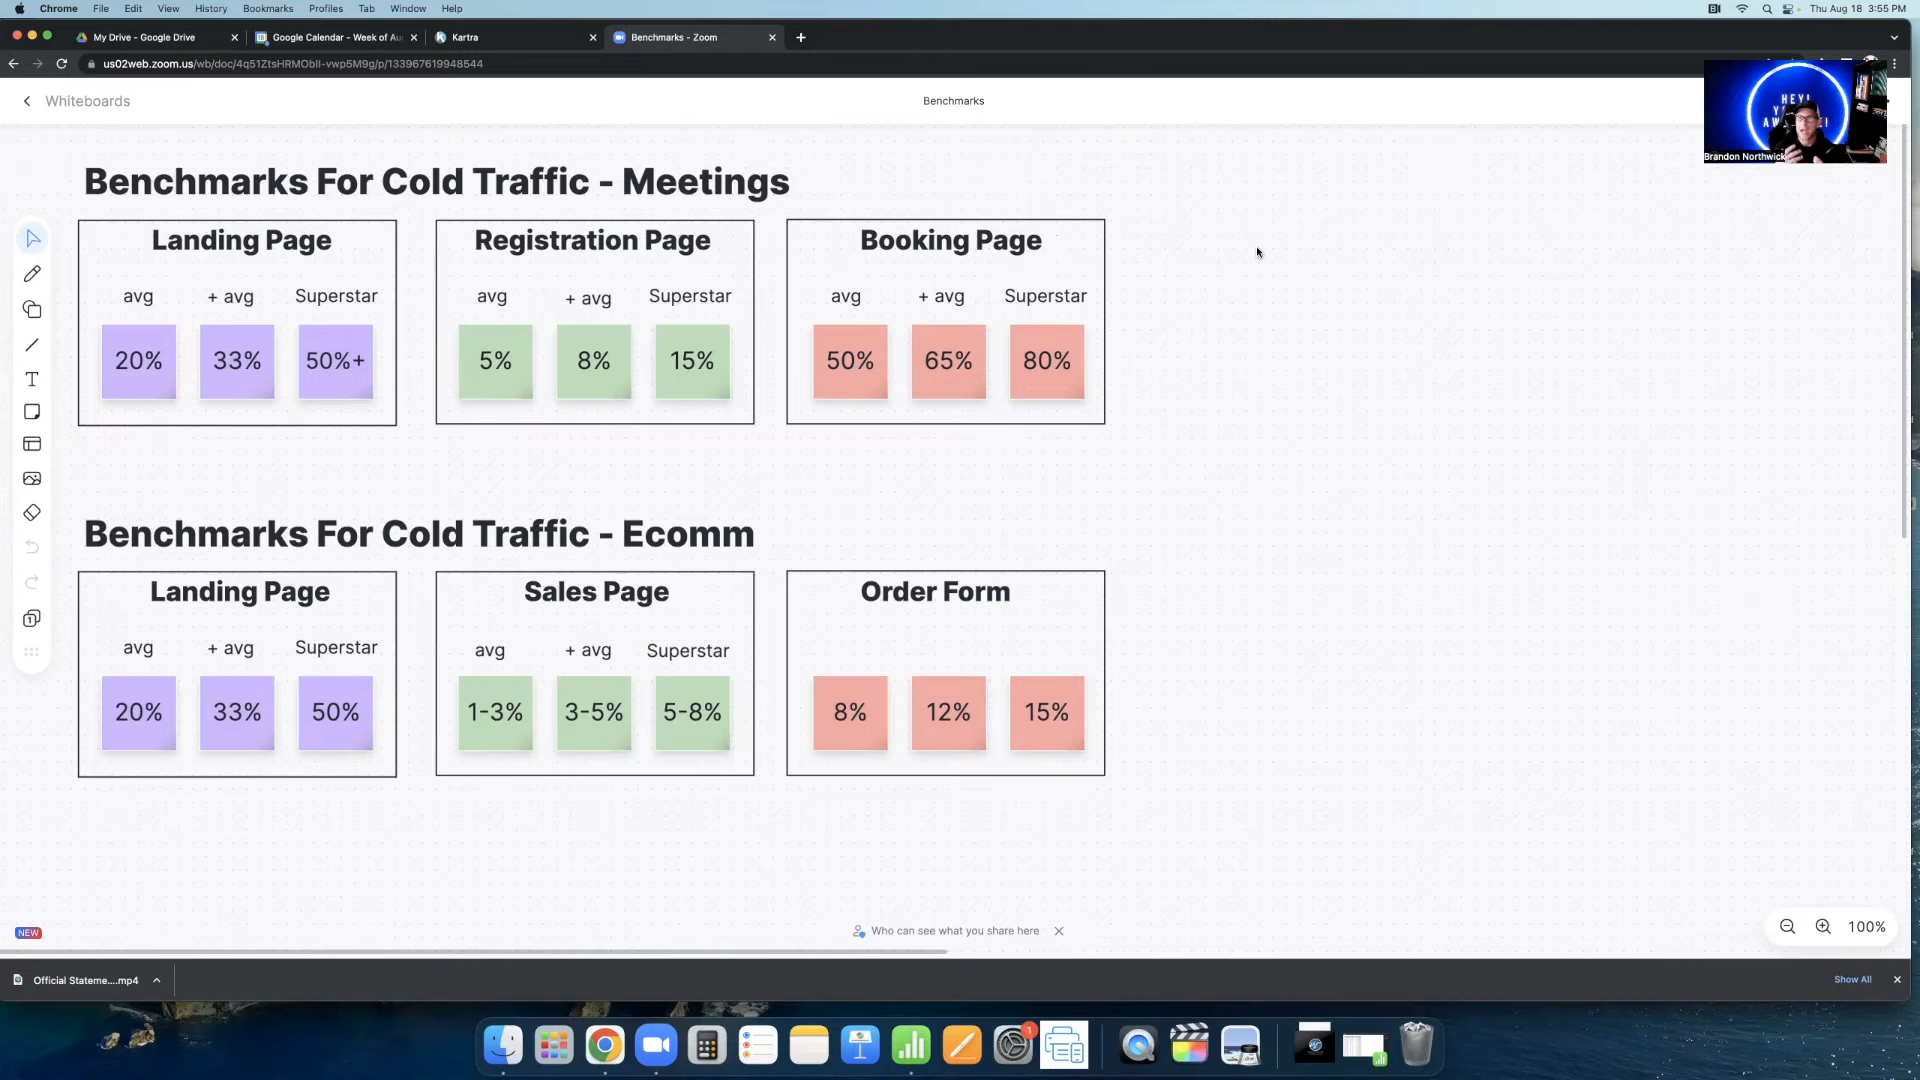 Chrome File Edit View History Bookmarks Profiles Tab Window Help
Thu Aug 18 3:55 PM
My Drive - Google Drive
Google Calendar - Week of Au
Kartra
Benchmarks - Zoom
us02web.zoom.us/wb/doc/4q51ZtsHRMObII-vwp5M9g/p/133967619948544
Whiteboards
Benchmarks
HEY!
Brandon Northwick
Benchmarks For Cold Traffic - Meetings
Landing Page
avg + avg Superstar
20% 33% 50%+
Registration Page
avg + avg Superstar
5% 8% 15%
Booking Page
avg + avg Superstar
50% 65% 80%
Benchmarks For Cold Traffic - Ecomm
Landing Page
avg + avg Superstar
20% 33% 50%
Sales Page
avg + avg Superstar
1-3% 3-5% 5-8%
Order Form
8% 12% 15%
NEW
Who can see what you share here
100%
Official Stateme....mp4
Show All
1